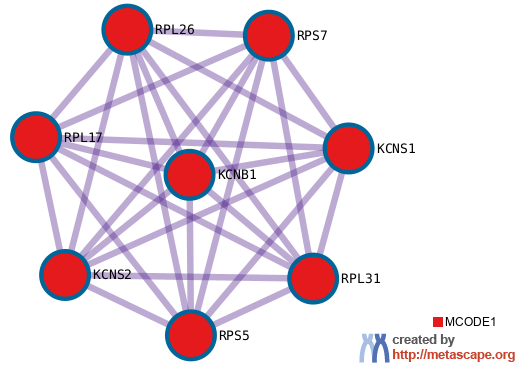 RPL26
RPS7
RPL17
KCNS1
KCNB1
KCNS2
RPL31
RPS5
MCODE1
created by
http://metascape.org